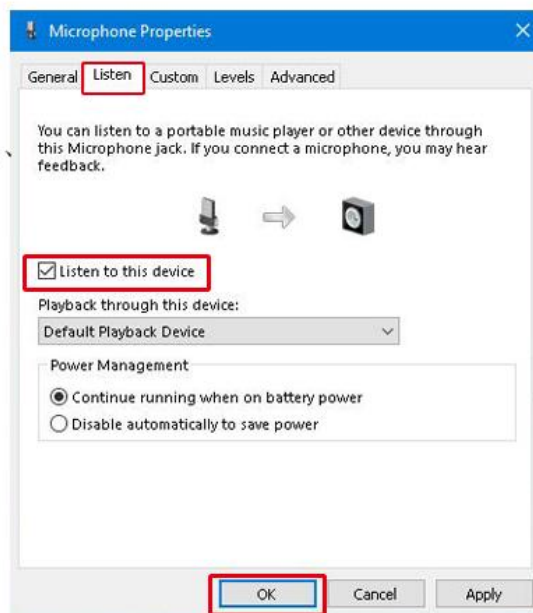 Microphone Properties
General Listen Custom Levels Advanced
You can listen to a portable music player or other device through
this Microphone jack. If you connect a microphone, you may hear
feedback.
、
Listen to this device
Playback through this device:
Default Playback Device
Power Management
Continue running when on battery power
Disable automatically to save power
OK Cancel Apply